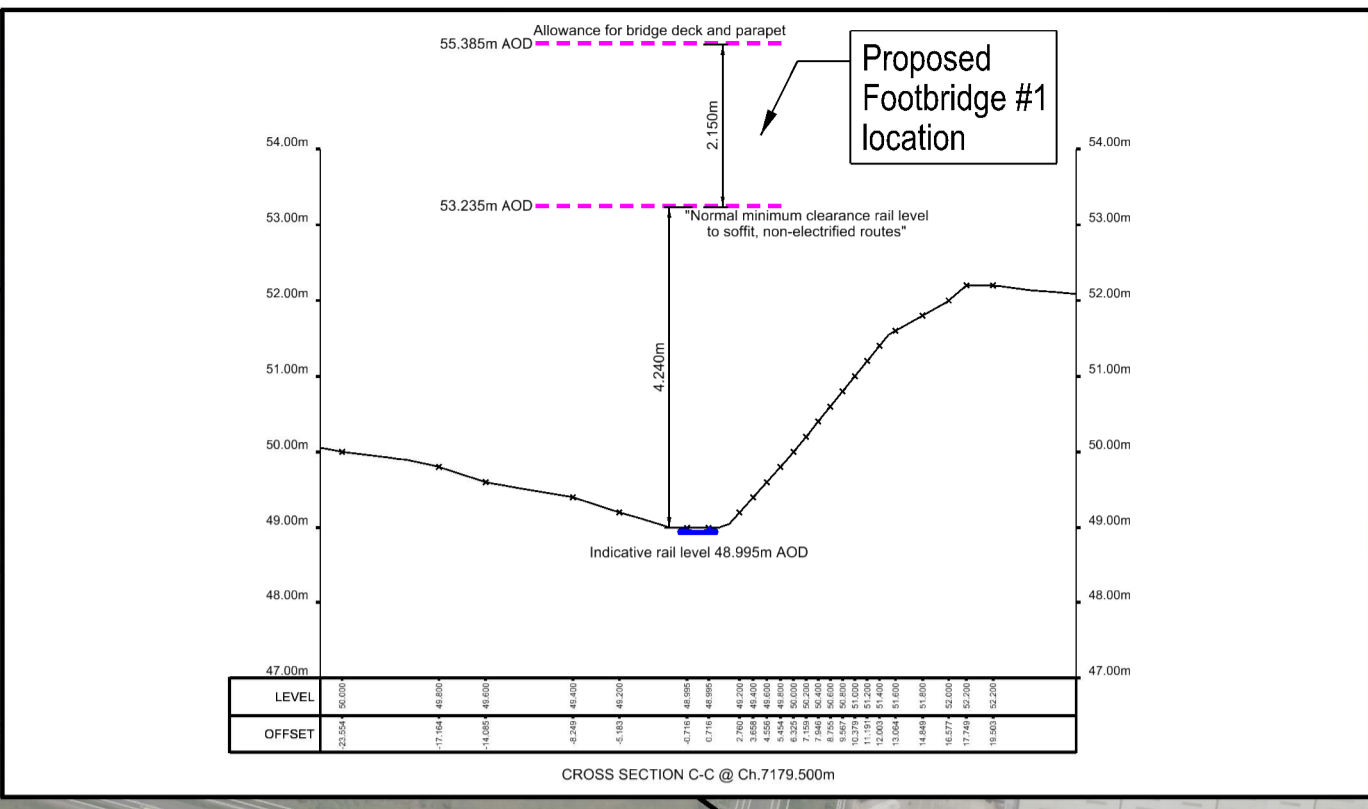 Allowance for bridge deck and parapet
55.385m AOD
Proposed
Footbridge #1
location
2.150m
54.00m
54.00m
53.235m AOD
"Normal minimum clearance rail level
to soffit, non-electrified routes"
53.00m
53.00m
52.00m
52.00m
4.240m
51.00m
51.00m
50.00m
50.00m
49.00m
49.00m
Indicative rail level 48.995m AOD
48.00m
48.00m
47.00m
47.00m
LEVEL 50.000 49.800 49.600 49.400 49.200 48.995 48.995 49.200 49.400 49.600 49.800 50.000 50.200 50.400 50.600 50.800 51.000 51.200 51.400 51.600 51.800 52.000 52.200 52.200
OFFSET -23.554 -17.164 -14.085 -8.249 -5.183 -0.716 0.716 2.760 3.658 4.556 5.454 6.325 7.159 7.946 8.755 9.567 10.379 11.191 12.003 13.064 14.849 16.577 17.749 19.503
CROSS SECTION C-C @ Ch.7179.500m